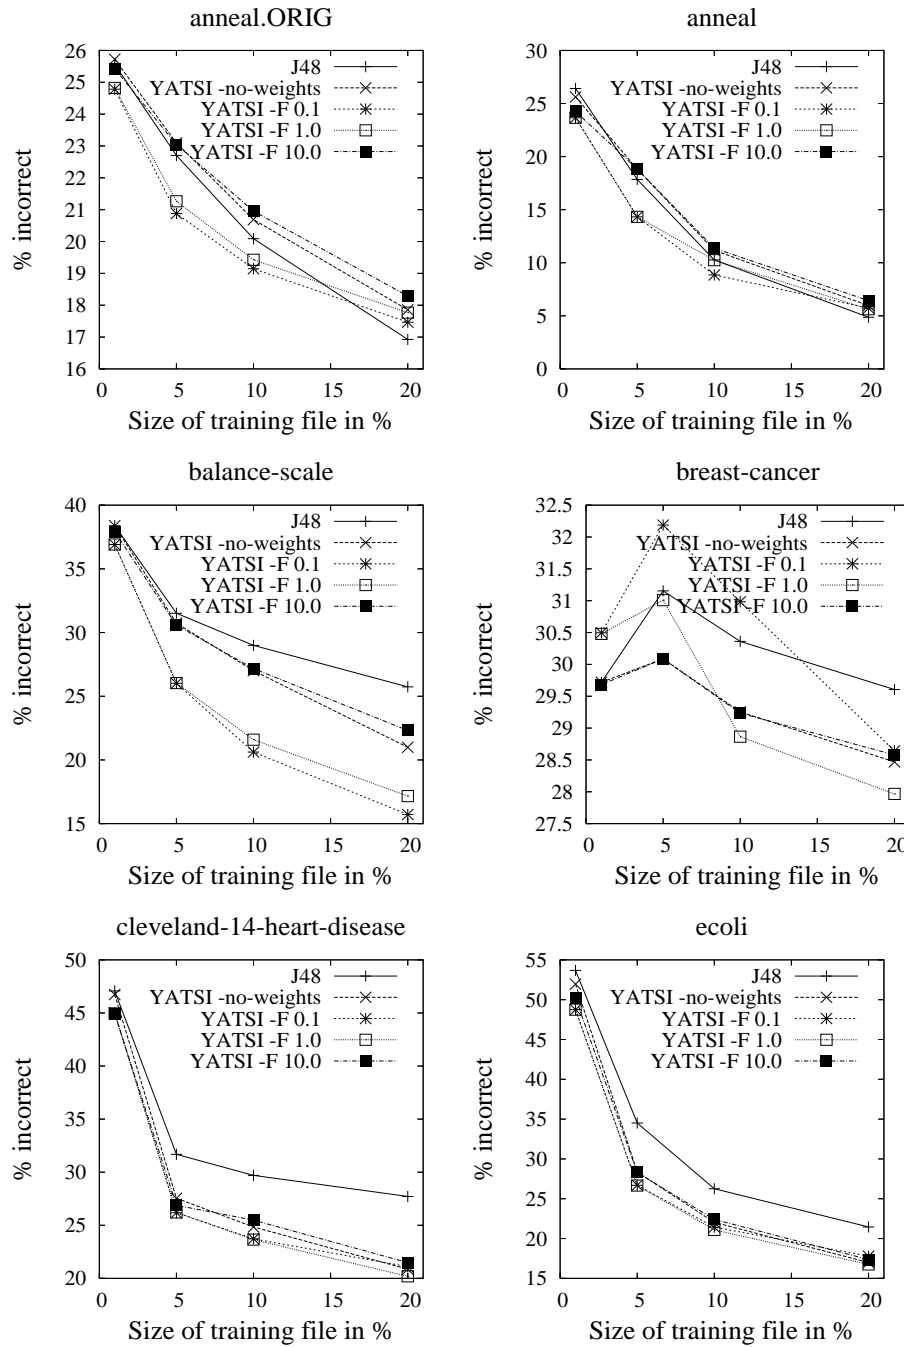 anneal.ORIG
26
25
24
23
22
21
20
19
18
17
16
0 5 10 15 20
% incorrect
Size of training file in %
J48
YATSI -no-weights
YATSI -F 0.1
YATSI -F 1.0
YATSI -F 10.0
anneal
30
25
20
15
10
5
0
0 5 10 15 20
% incorrect
Size of training file in %
J48
YATSI -no-weights
YATSI -F 0.1
YATSI -F 1.0
YATSI -F 10.0
balance-scale
40
35
30
25
20
15
0 5 10 15 20
% incorrect
Size of training file in %
J48
YATSI -no-weights
YATSI -F 0.1
YATSI -F 1.0
YATSI -F 10.0
breast-cancer
32.5
32
31.5
31
30.5
30
29.5
29
28.5
28
27.5
0 5 10 15 20
% incorrect
Size of training file in %
J48
YATSI -no-weights
YATSI -F 0.1
YATSI -F 1.0
YATSI -F 10.0
cleveland-14-heart-disease
50
45
40
35
30
25
20
0 5 10 15 20
% incorrect
Size of training file in %
J48
YATSI -no-weights
YATSI -F 0.1
YATSI -F 1.0
YATSI -F 10.0
ecoli
55
50
45
40
35
30
25
20
15
0 5 10 15 20
% incorrect
Size of training file in %
J48
YATSI -no-weights
YATSI -F 0.1
YATSI -F 1.0
YATSI -F 10.0